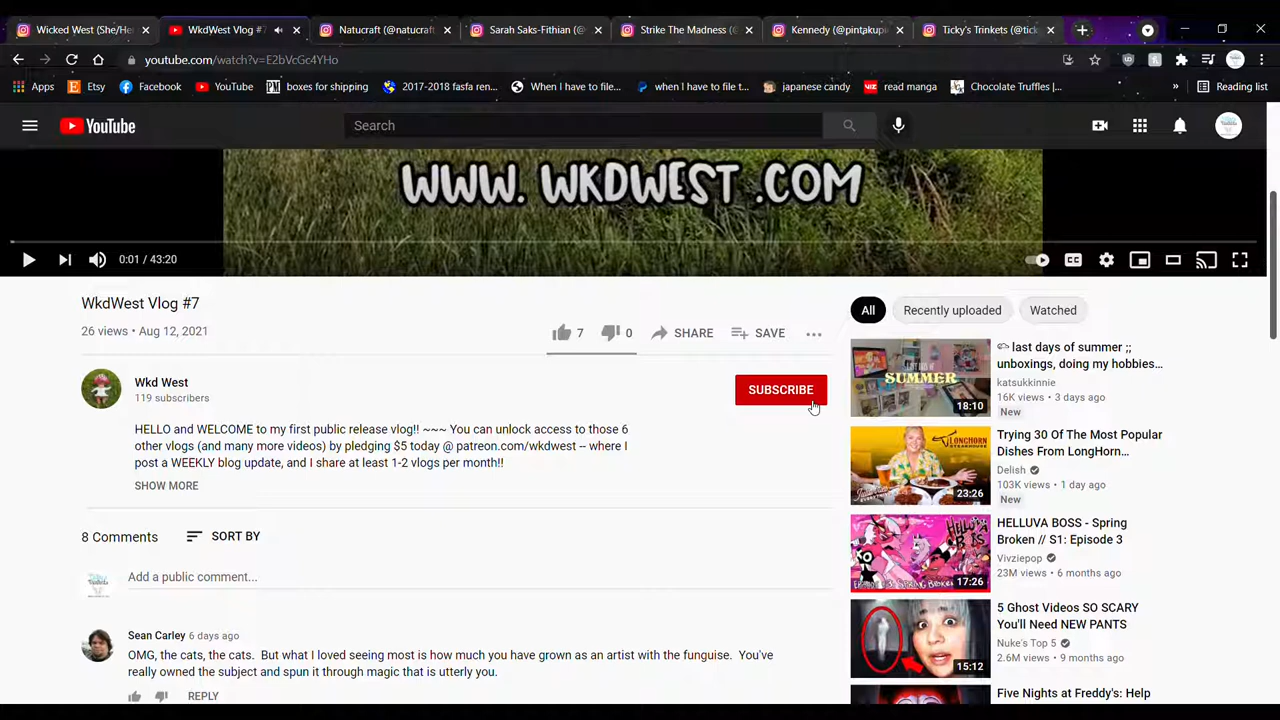 Wicked West (She/He
WkdWest Vlog #7
Natucraft (@natucraf
Sarah Saks-Fithian (@
Strike The Madness (@
Kennedy (@pintakupi
Ticky's Trinkets (@tick
youtube.com/watch?v=E2bVcGc4YHo
Apps
Etsy
Facebook
YouTube
PM boxes for shipping
2017-2018 fasfa ren...
When I have to file...
when I have to file t...
japanese candy
VIZ read manga
Chocolate Truffles |...
»
Reading list
YouTube
Search
WWW. WKDWEST .COM
0:01 / 43:20
CC
WkdWest Vlog #7
26 views • Aug 12, 2021
7
0
SHARE
SAVE
Wkd West
119 subscribers
SUBSCRIBE
HELLO and WELCOME to my first public release vlog!! ~~~ You can unlock access to those 6
other vlogs (and many more videos) by pledging $5 today @ patreon.com/wkdwest -- where I
post a WEEKLY blog update, and I share at least 1-2 vlogs per month!!
SHOW MORE
8 Comments
SORT BY
Add a public comment...
Sean Carley 6 days ago
OMG, the cats, the cats. But what I loved seeing most is how much you have grown as an artist with the funguise. You've
really owned the subject and spun it through magic that is utterly you.
REPLY
All
Recently uploaded
Watched
SUMMER
18:10
last days of summer ;;
unboxings, doing my hobbies...
katsukkinnie
16K views • 3 days ago
New
LONGHORN
STEAKHOUSE
23:26
Trying 30 Of The Most Popular
Dishes From LongHorn...
Delish
103K views • 1 day ago
New
17:26
HELLUVA BOSS - Spring
Broken // S1: Episode 3
Vivziepop
23M views • 6 months ago
15:12
5 Ghost Videos SO SCARY
You'll Need NEW PANTS
Nuke's Top 5
2.6M views • 9 months ago
Five Nights at Freddy's: Help